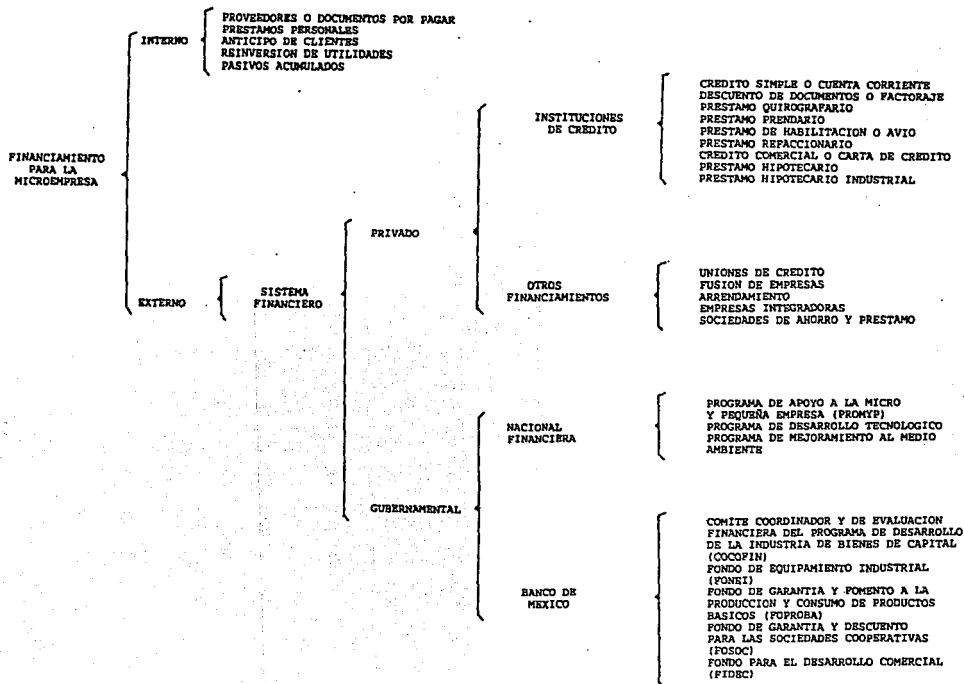 FINANCIAMIENTO
PARA LA
MICROEMPRESA
INTERNO
PROVEEDORES O DOCUMENTOS POR PAGAR
PRESTAMOS PERSONALES
ANTICIPO DE CLIENTES
REINVERSION DE UTILIDADES
PASIVOS ACUMULADOS
EXTERNO
SISTEMA
FINANCIERO
PRIVADO
INSTITUCIONES
DE CREDITO
CREDITO SIMPLE O CUENTA CORRIENTE
DESCUENTO DE DOCUMENTOS O FACTORAJE
PRESTAMO QUIROGRAFARIO
PRESTAMO PRENDARIO
PRESTAMO DE HABILITACION O AVIO
PRESTAMO REFACCIONARIO
CREDITO COMERCIAL O CARTA DE CREDITO
PRESTAMO HIPOTECARIO
PRESTAMO HIPOTECARIO INDUSTRIAL
OTROS
FINANCIAMIENTOS
UNIONES DE CREDITO
FUSION DE EMPRESAS
ARRENDAMIENTO
EMPRESAS INTEGRADORAS
SOCIEDADES DE AHORRO Y PRESTAMO
GUBERNAMENTAL
NACIONAL
FINANCIERA
PROGRAMA DE APOYO A LA MICRO
Y PEQUEÑA EMPRESA (PROMYP)
PROGRAMA DE DESARROLLO TECNOLOGICO
PROGRAMA DE MEJORAMIENTO AL MEDIO
AMBIENTE
BANCO DE
MEXICO
COMITE COORDINADOR Y DE EVALUACION
FINANCIERA DEL PROGRAMA DE DESARROLLO
DE LA INDUSTRIA DE BIENES DE CAPITAL
(COCOFIN)
FONDO DE EQUIPAMIENTO INDUSTRIAL
(FONEI)
FONDO DE GARANTIA Y FOMENTO A LA
PRODUCCION Y CONSUMO DE PRODUCTOS
BASICOS (FOPROBA)
FONDO DE GARANTIA Y DESCUENTO
PARA LAS SOCIEDADES COOPERATIVAS
(FOSOC)
FONDO PARA EL DESARROLLO COMERCIAL
(FIDEC)